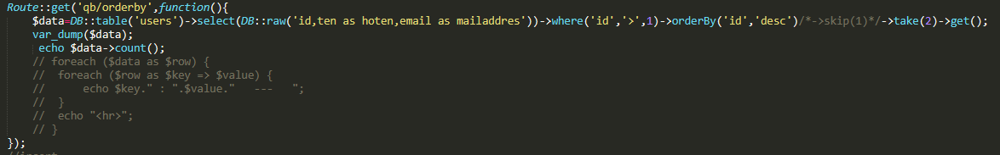 Route::get('qb/orderby',function(){
    $data=DB::table('users')->select(DB::raw('id,ten as hoten,email as mailaddres'))->where('id','>',1)->orderBy('id','desc')/*->skip(1)*/->take(2)->get();
    var_dump($data);
     echo $data->count();
    // foreach ($data as $row) {
    //  foreach ($row as $key => $value) {
    //      echo $key." : ".$value."   ---   ";
    //  }
    //  echo "<hr>";
    // }
});
//insert